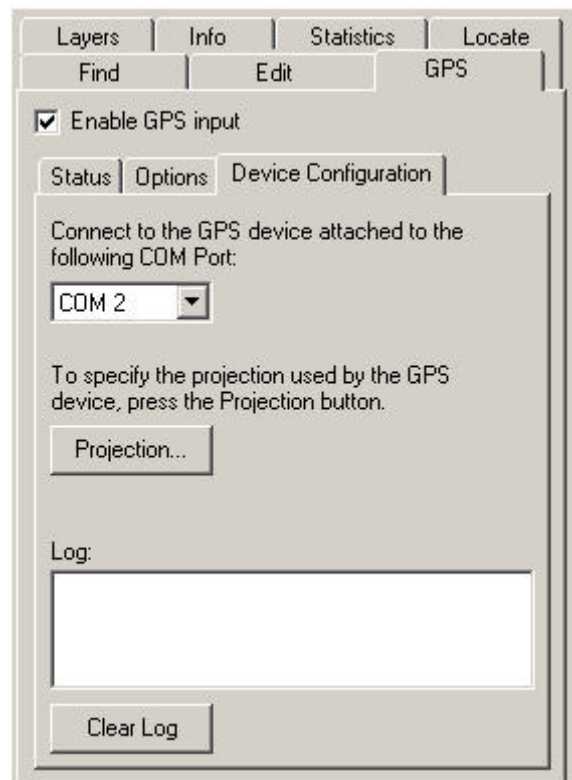 Layers Info Statistics Locate
Find Edit GPS
Enable GPS input
Status Options Device Configuration
Connect to the GPS device attached to the
following COM Port:
COM 2
To specify the projection used by the GPS
device, press the Projection button.
Projection...
Log:
Clear Log